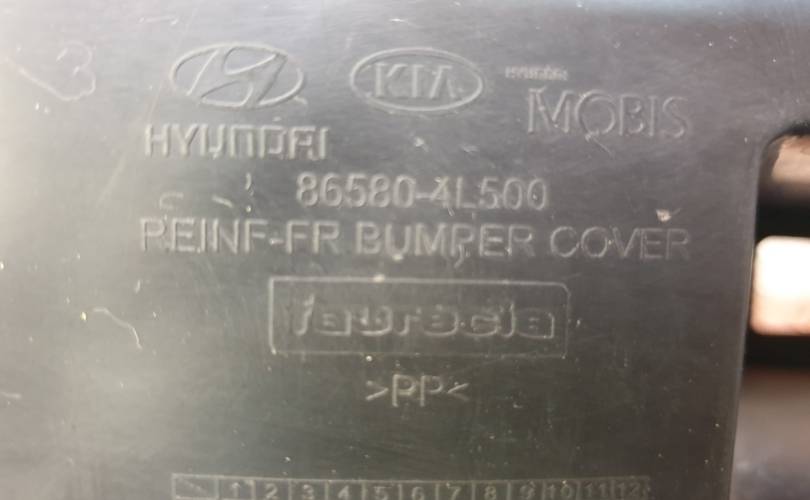 KIA
HYUNDAI
MOBIS
HYUNDAI
86580-4L500
REINF-FR BUMPER COVER
faurecia
>PP<
1 2 3 4 5 6 7 8 9 10 11 12